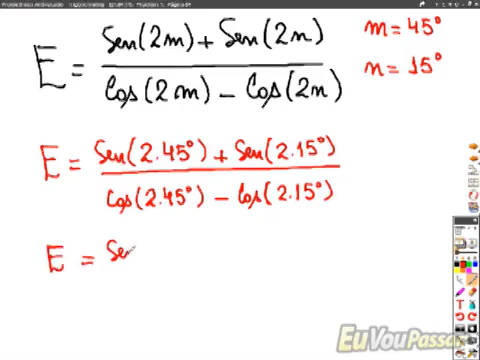 E = Sen(2m) + Sen(2n) / Cos(2m) - Cos(2n)
m = 45°
n = 15°
E = Sen(2.45°) + Sen(2.15°) / Cos(2.45°) - Cos(2.15°)
E = Se
EuVouPassar